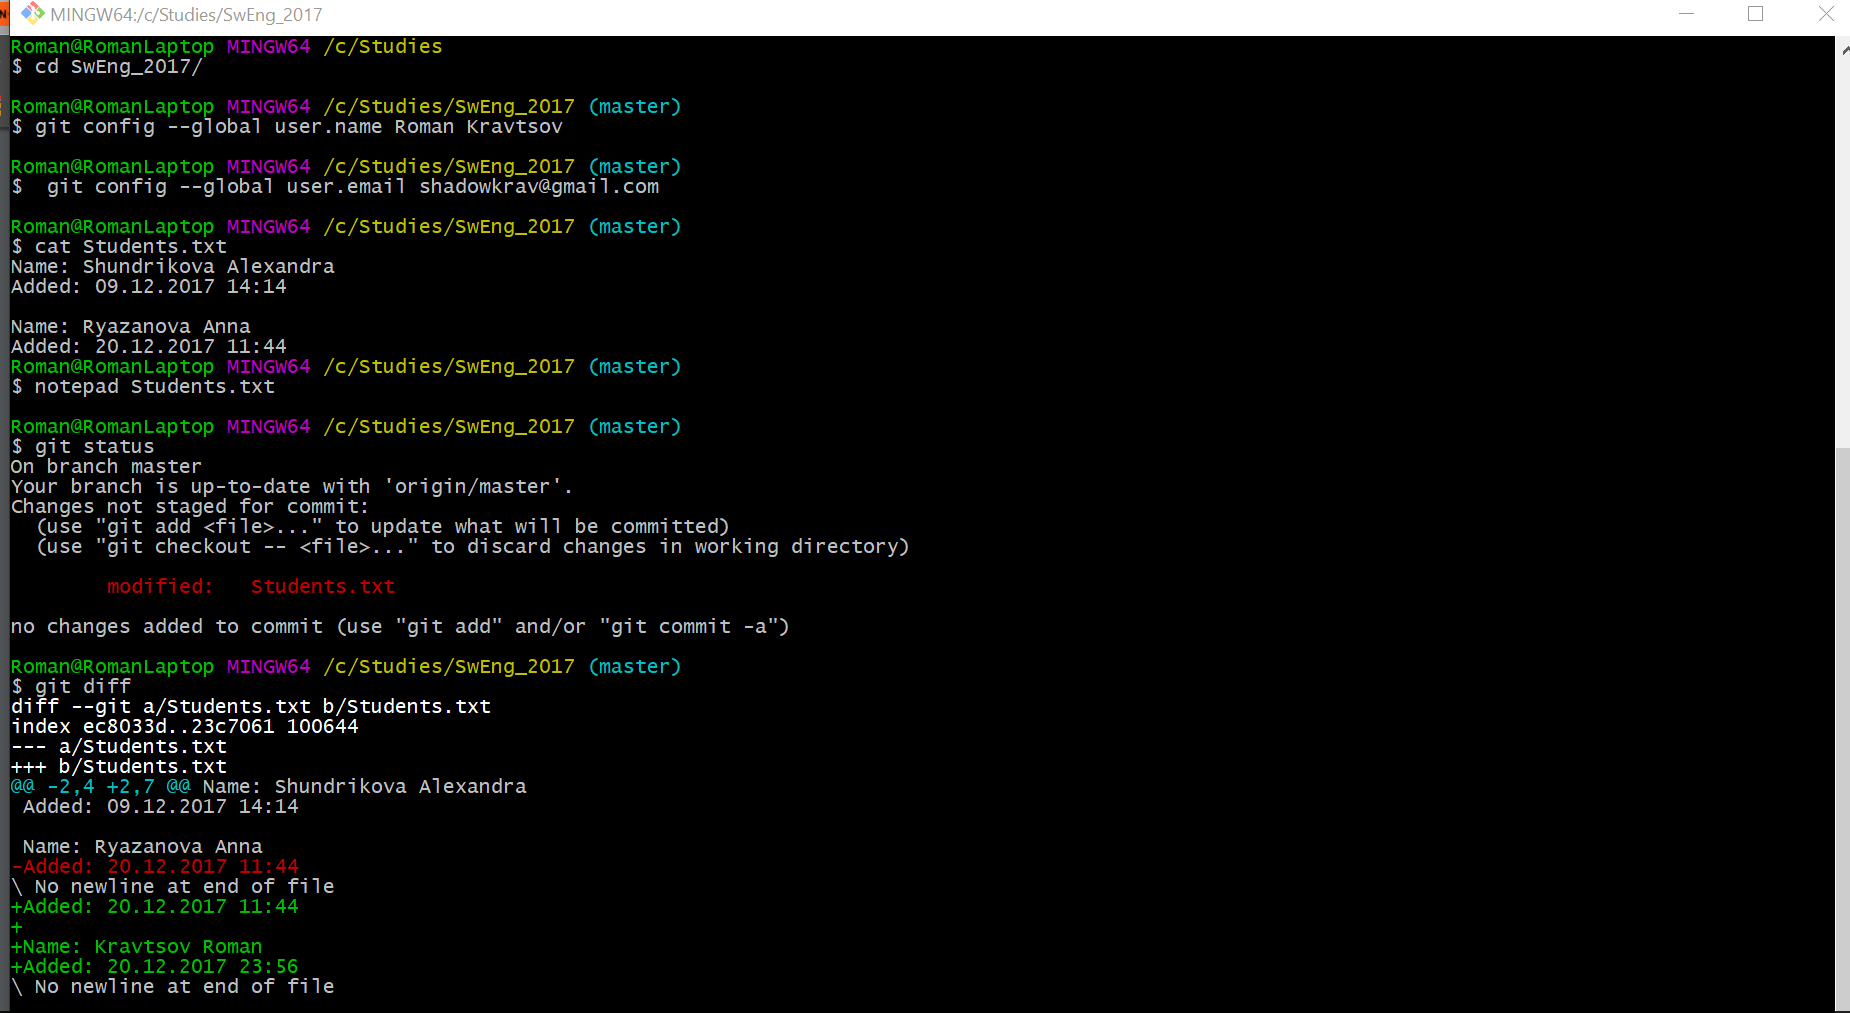 MINGW64:/c/Studies/SwEng_2017
Roman@RomanLaptop MINGW64 /c/Studies
$ cd SwEng_2017/
Roman@RomanLaptop MINGW64 /c/Studies/SwEng_2017 (master)
$ git config --global user.name Roman Kravtsov
Roman@RomanLaptop MINGW64 /c/Studies/SwEng_2017 (master)
$  git config --global user.email shadowkrav@gmail.com
Roman@RomanLaptop MINGW64 /c/Studies/SwEng_2017 (master)
$ cat Students.txt
Name: Shundrikova Alexandra
Added: 09.12.2017 14:14
Name: Ryazanova Anna
Added: 20.12.2017 11:44
Roman@RomanLaptop MINGW64 /c/Studies/SwEng_2017 (master)
$ notepad Students.txt
Roman@RomanLaptop MINGW64 /c/Studies/SwEng_2017 (master)
$ git status
On branch master
Your branch is up-to-date with 'origin/master'.
Changes not staged for commit:
  (use "git add <file>..." to update what will be committed)
  (use "git checkout -- <file>..." to discard changes in working directory)
        modified:   Students.txt
no changes added to commit (use "git add" and/or "git commit -a")
Roman@RomanLaptop MINGW64 /c/Studies/SwEng_2017 (master)
$ git diff
diff --git a/Students.txt b/Students.txt
index ec8033d..23c7061 100644
--- a/Students.txt
+++ b/Students.txt
@@ -2,4 +2,7 @@ Name: Shundrikova Alexandra
 Added: 09.12.2017 14:14
 Name: Ryazanova Anna
-Added: 20.12.2017 11:44
\ No newline at end of file
+Added: 20.12.2017 11:44
+
+Name: Kravtsov Roman
+Added: 20.12.2017 23:56
\ No newline at end of file